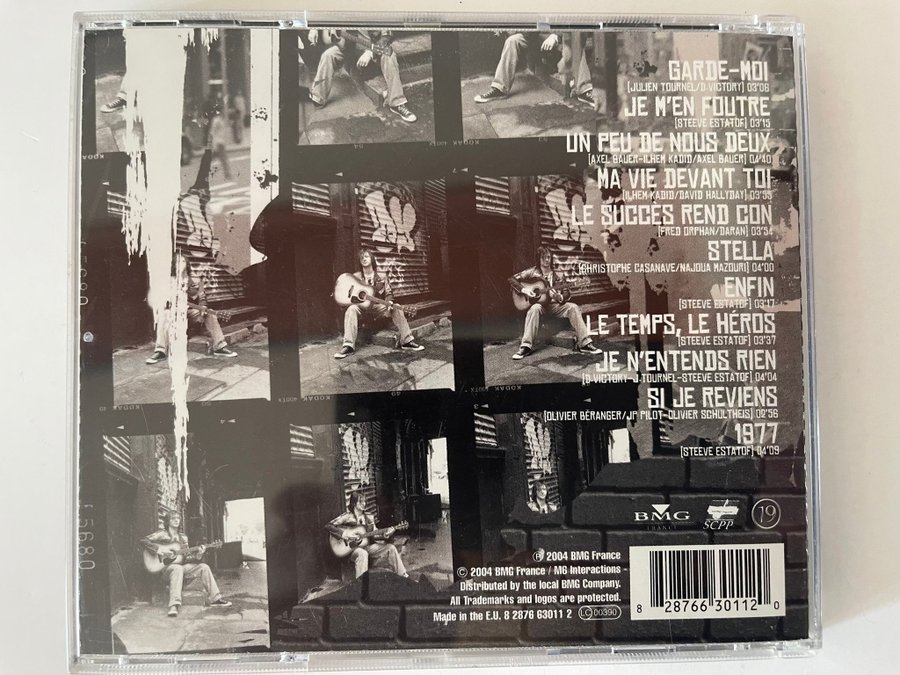 GARDE-MOI
[JULIEN TOURNEL/D-VICTORY] 03'06
JE M'EN FOUTRE
[STEEVE ESTATOF] 03'15
UN PEU DE NOUS DEUX
[AXEL BAUER-ILHEM KADID/AXEL BAUER] 04'40
MA VIE DEVANT TOI
[ILHEM KADID/DAVID HALLYDAY]
LE SUCCÈS REND CON
[FRED ORPHAN/DARAN] 03'54
STELLA
[CHRISTOPHE CASANAVE/NAJOUA MAZOURI] 04'00
ENFIN
[STEEVE ESTATOF] 03'17
LE TEMPS, LE HÉROS
[STEEVE ESTATOF] 03'37
JE N'ENTENDS RIEN
[D-VICTORY-J.TOURNEL-STEEVE ESTATOF] 04'04
SI JE REVIENS
[OLIVIER BÉRANGER/JP PILOT-OLIVIER SCHULTHEIS] 02'56
1977
[STEEVE ESTATOF] 04'09
KODAK 400TX
KODAK 400TX
BMG
FRANCE
SCPP
19
℗ 2004 BMG France
© 2004 BMG France / M6 Interactions -
Distributed by the local BMG Company.
All Trademarks and logos are protected.
Made in the E.U. 8 2876 63011 2 LC 00390
8 28766 30112 0